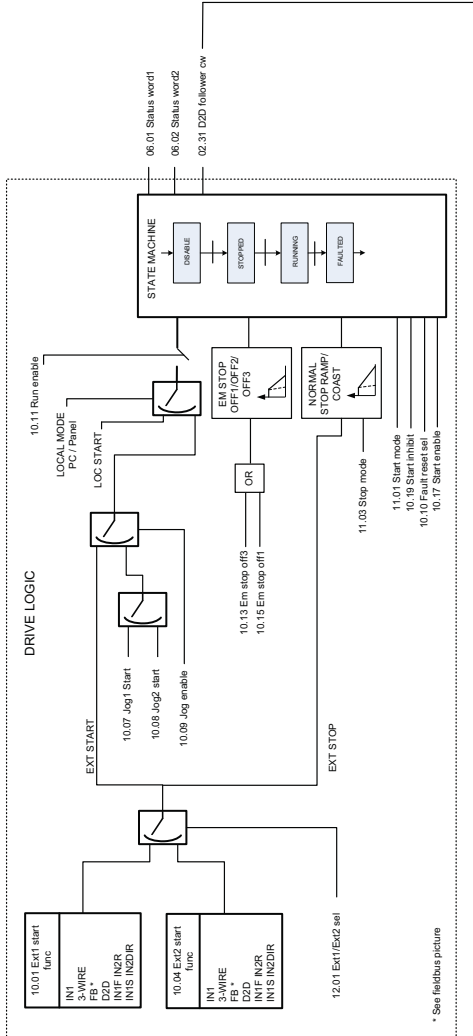 DRIVE LOGIC
10.01 Ext1 start
func
IN1
3-WIRE
FB *
D2D
IN1F IN2R
IN1S IN2DIR
10.04 Ext2 start
func
IN1
3-WIRE
FB *
D2D
IN1F IN2R
IN1S IN2DIR
12.01 Ext1/Ext2 sel
* See fieldbus picture
EXT START
EXT STOP
10.07 Jog1 Start
10.08 Jog2 start
10.09 Jog enable
LOCAL MODE
PC / Panel
LOC START
10.11 Run enable
10.13 Em stop off3
10.15 Em stop off1
OR
EM STOP
OFF1/OFF2/
OFF3
11.03 Stop mode
NORMAL
STOP RAMP/
COAST
11.01 Start mode
10.19 Start inhibit
10.10 Fault reset sel
10.17 Start enable
STATE MACHINE
DISABLE
STOPPED
RUNNING
FAULTED
06.01 Status word1
06.02 Status word2
02.31 D2D follower cw